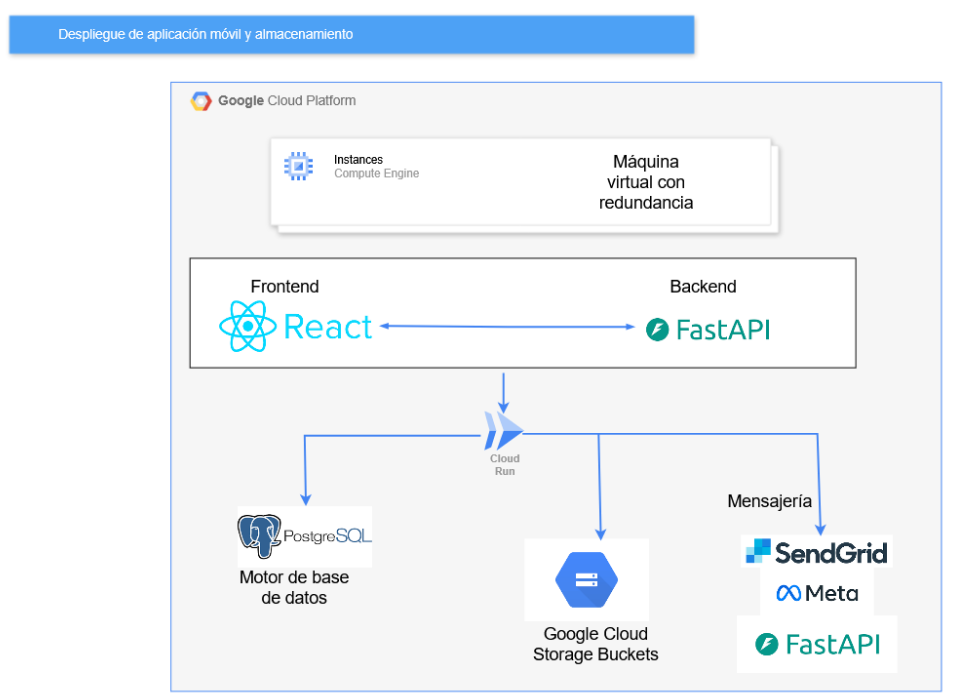 Despliegue de aplicación móvil y almacenamiento
Google Cloud Platform
Instances
Compute Engine
Máquina
virtual con
redundancia
Frontend
Backend
React
FastAPI
Cloud
Run
Mensajería
PostgreSQL
Motor de base
de datos
SendGrid
Meta
Google Cloud
Storage Buckets
FastAPI